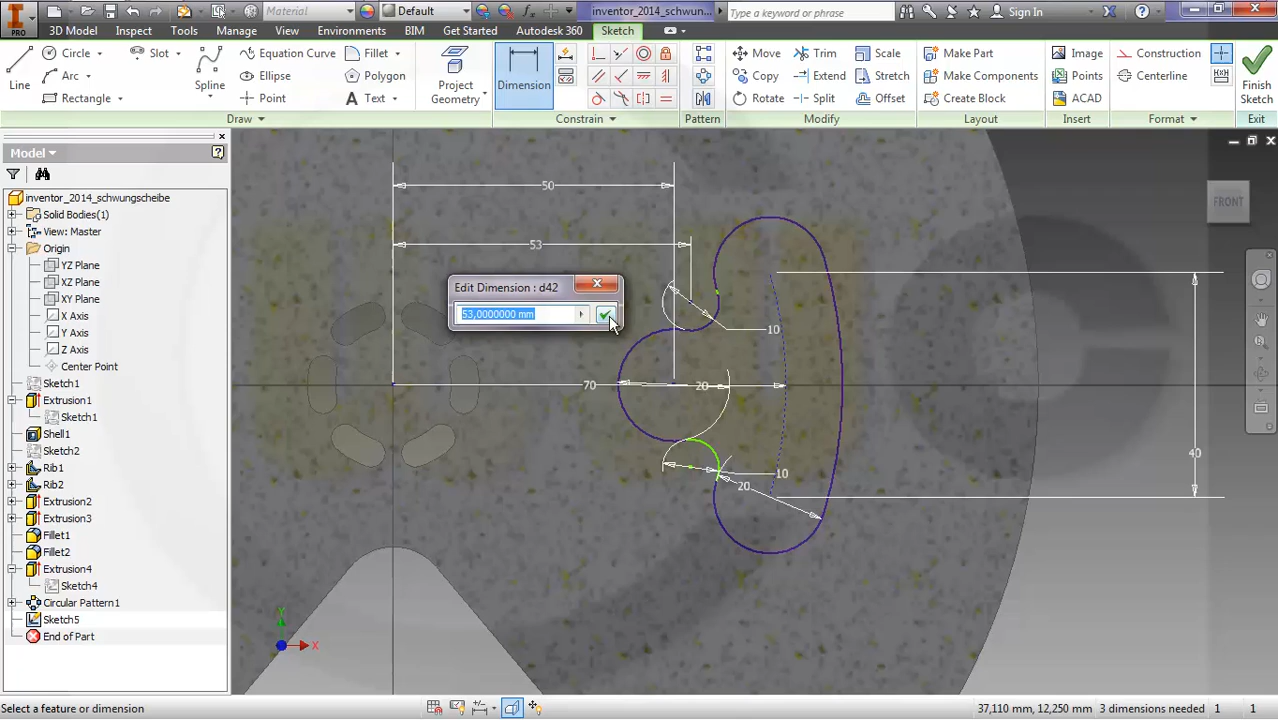 Material
Default
inventor_2014_schwun...
Type a keyword or phrase
Sign In
PRO
3D Model
Inspect
Tools
Manage
View
Environments
BIM
Get Started
Autodesk 360
Sketch
Line
Circle
Arc
Rectangle
Slot
Spline
Equation Curve
Ellipse
Point
Fillet
Polygon
Text
Project
Geometry
Dimension
Move
Copy
Rotate
Trim
Extend
Split
Scale
Stretch
Offset
Make Part
Make Components
Create Block
Image
Points
ACAD
Construction
Centerline
Finish
Sketch
Draw
Constrain
Pattern
Modify
Layout
Insert
Format
Exit
Model
inventor_2014_schwungscheibe
Solid Bodies(1)
View: Master
Origin
YZ Plane
XZ Plane
XY Plane
X Axis
Y Axis
Z Axis
Center Point
Sketch1
Extrusion1
Sketch1
Shell1
Sketch2
Rib1
Rib2
Extrusion2
Extrusion3
Fillet1
Fillet2
Extrusion4
Sketch4
Circular Pattern1
Sketch5
End of Part
FRONT
50
53
Edit Dimension : d42
53,0000000 mm
10
70
20
10
20
40
Y
X
Select a feature or dimension
37,110 mm, 12,250 mm
3 dimensions needed
1
1